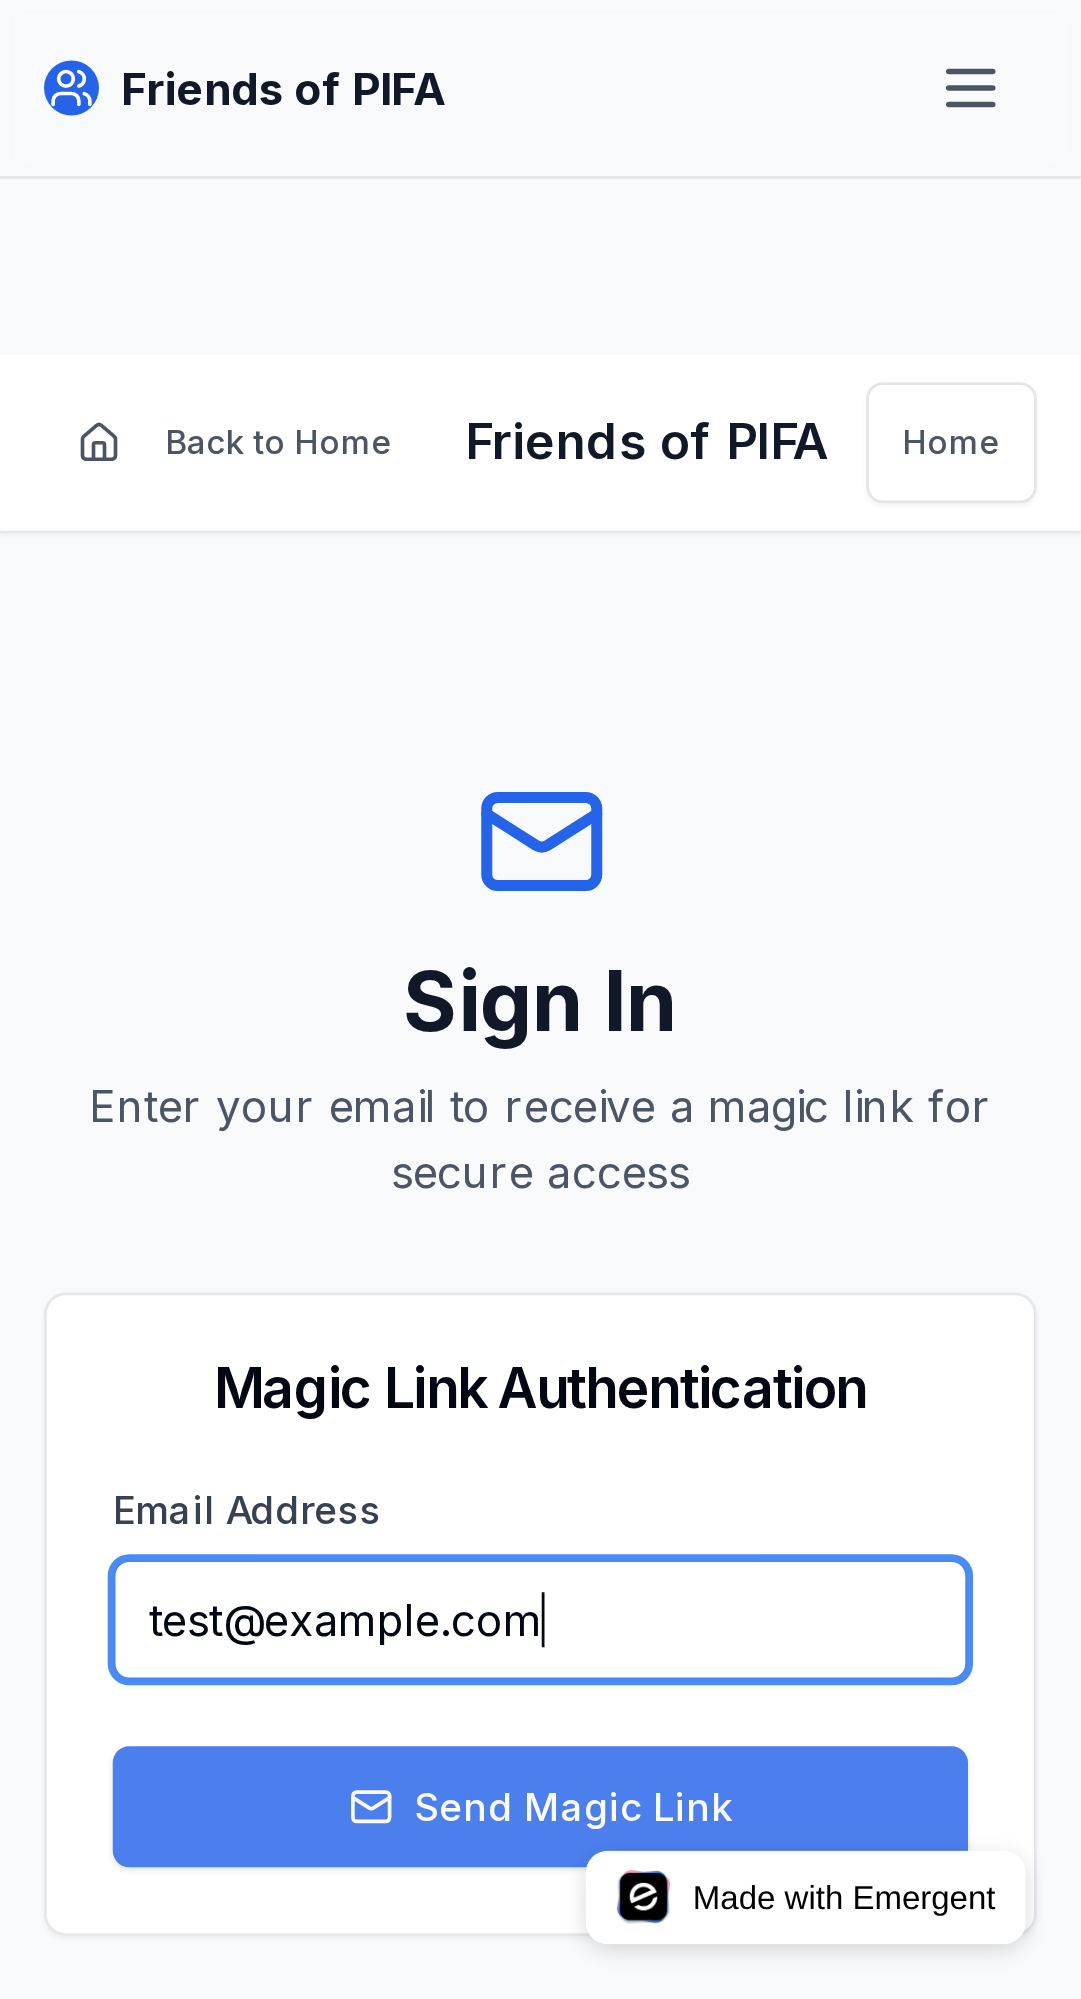 Friends of PIFA
Back to Home
Friends of PIFA
Home
Sign In
Enter your email to receive a magic link for
secure access
Magic Link Authentication
Email Address
test@example.com
Send Magic Link
Made with Emergent